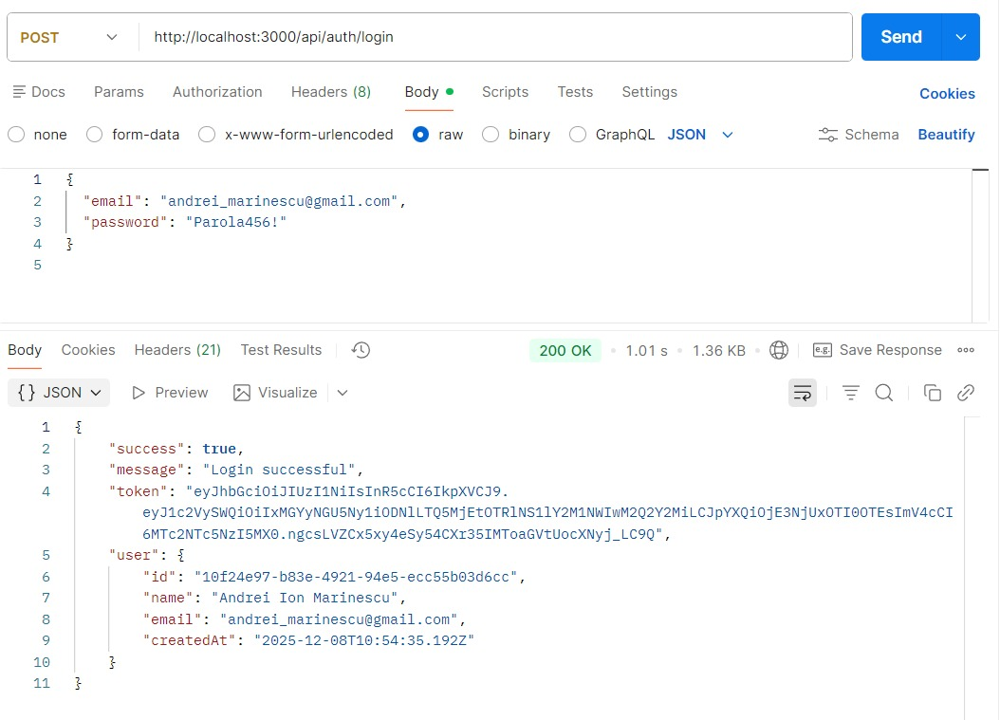 POST http://localhost:3000/api/auth/login Send
Docs Params Authorization Headers (8) Body Scripts Tests Settings Cookies
none form-data x-www-form-urlencoded raw binary GraphQL JSON Schema Beautify
1 {
2 "email": "andrei_marinescu@gmail.com",
3 "password": "Parola456!"
4 }
5
Body Cookies Headers (21) Test Results 200 OK • 1.01 s • 1.36 KB • e.g. Save Response
{} JSON Preview Visualize
1 {
2 "success": true,
3 "message": "Login successful",
4 "token": "eyJhbGciOiJIUzI1NiIsInR5cCI6IkpXVCJ9.
eyJ1c2VySWQiOiIxMGYyNGU5Ny1iODNlLTQ5MjEtOTRlNS1lY2M1NWIwM2Q2Y2MiLCJpYXQiOjE3NjUxOTI0OTEsImV4cCI
6MTc2NTc5NzI5MX0.ngcsLVZCx5xy4eSy54CXr35IMToaGVtUocXNyj_LC9Q",
5 "user": {
6 "id": "10f24e97-b83e-4921-94e5-ecc55b03d6cc",
7 "name": "Andrei Ion Marinescu",
8 "email": "andrei_marinescu@gmail.com",
9 "createdAt": "2025-12-08T10:54:35.192Z"
10 }
11 }